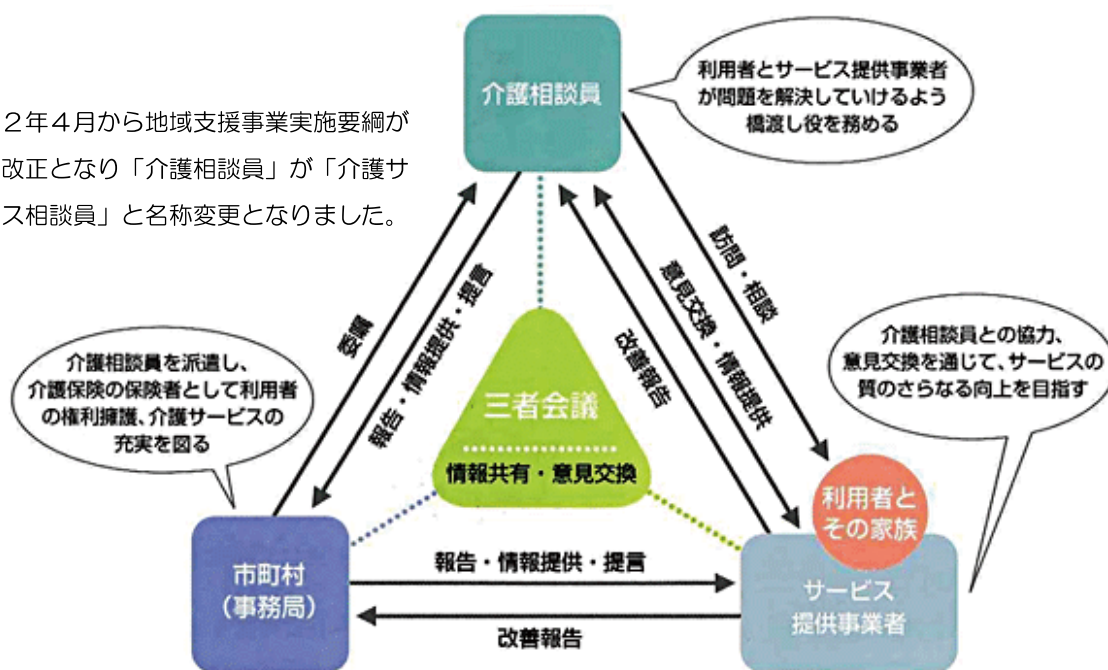 介護相談員
利用者とサービス提供事業者
が問題を解決していけるよう
橋渡し役を務める
2年4月から地域支援事業実施要綱が
改正となり「介護相談員」が「介護サ
ス相談員」と名称変更となりました。
委嘱
報告・情報提供・提言
改善報告
意見交換・情報提供
訪問・相談
介護相談員を派遣し、
介護保険の保険者として利用者
の権利擁護、介護サービスの
充実を図る
三者会議
情報共有・意見交換
介護相談員との協力、
意見交換を通じて、サービスの
質のさらなる向上を目指す
利用者と
その家族
市町村
（事務局）
報告・情報提供・提言
改善報告
サービス
提供事業者